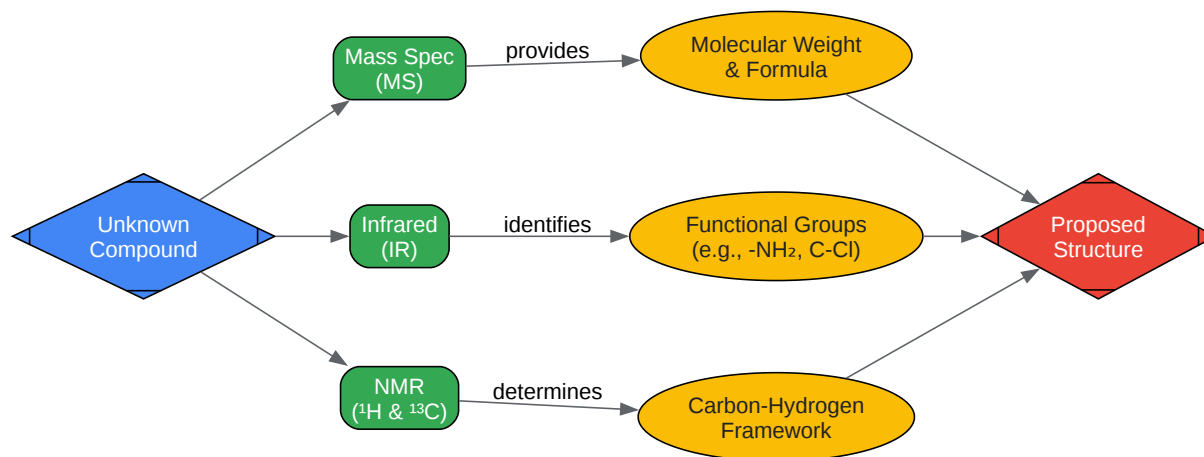 Mass Spec
(MS)
provides
Molecular Weight
& Formula
Unknown
Compound
Infrared
(IR)
identifies
Functional Groups
(e.g., -NH₂, C-Cl)
Proposed
Structure
NMR
(¹H & ¹³C)
determines
Carbon-Hydrogen
Framework